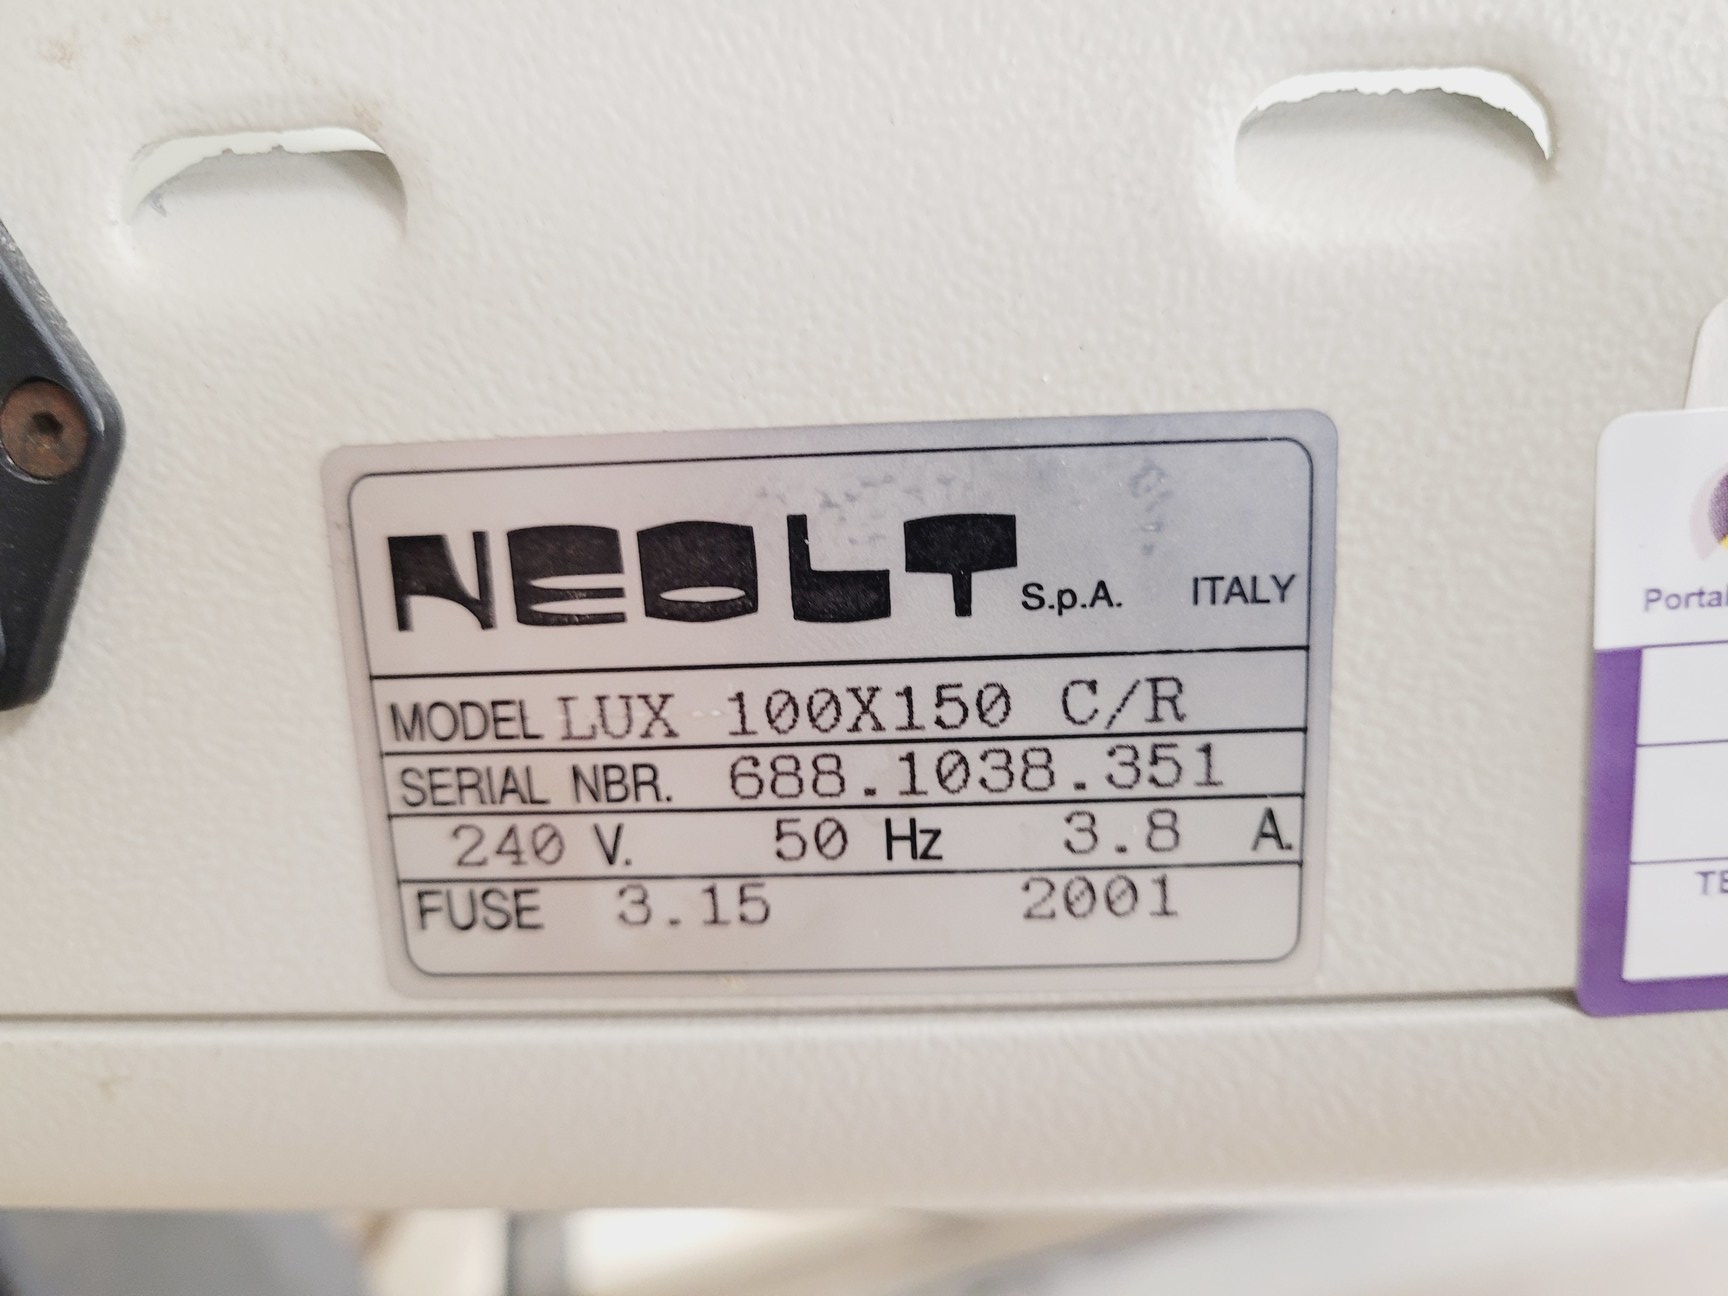 NEOLT S.p.A. ITALY
MODEL LUX 100X150 C/R
SERIAL NBR. 688.1038.351
240 V. 50 Hz 3.8 A.
FUSE 3.15 2001